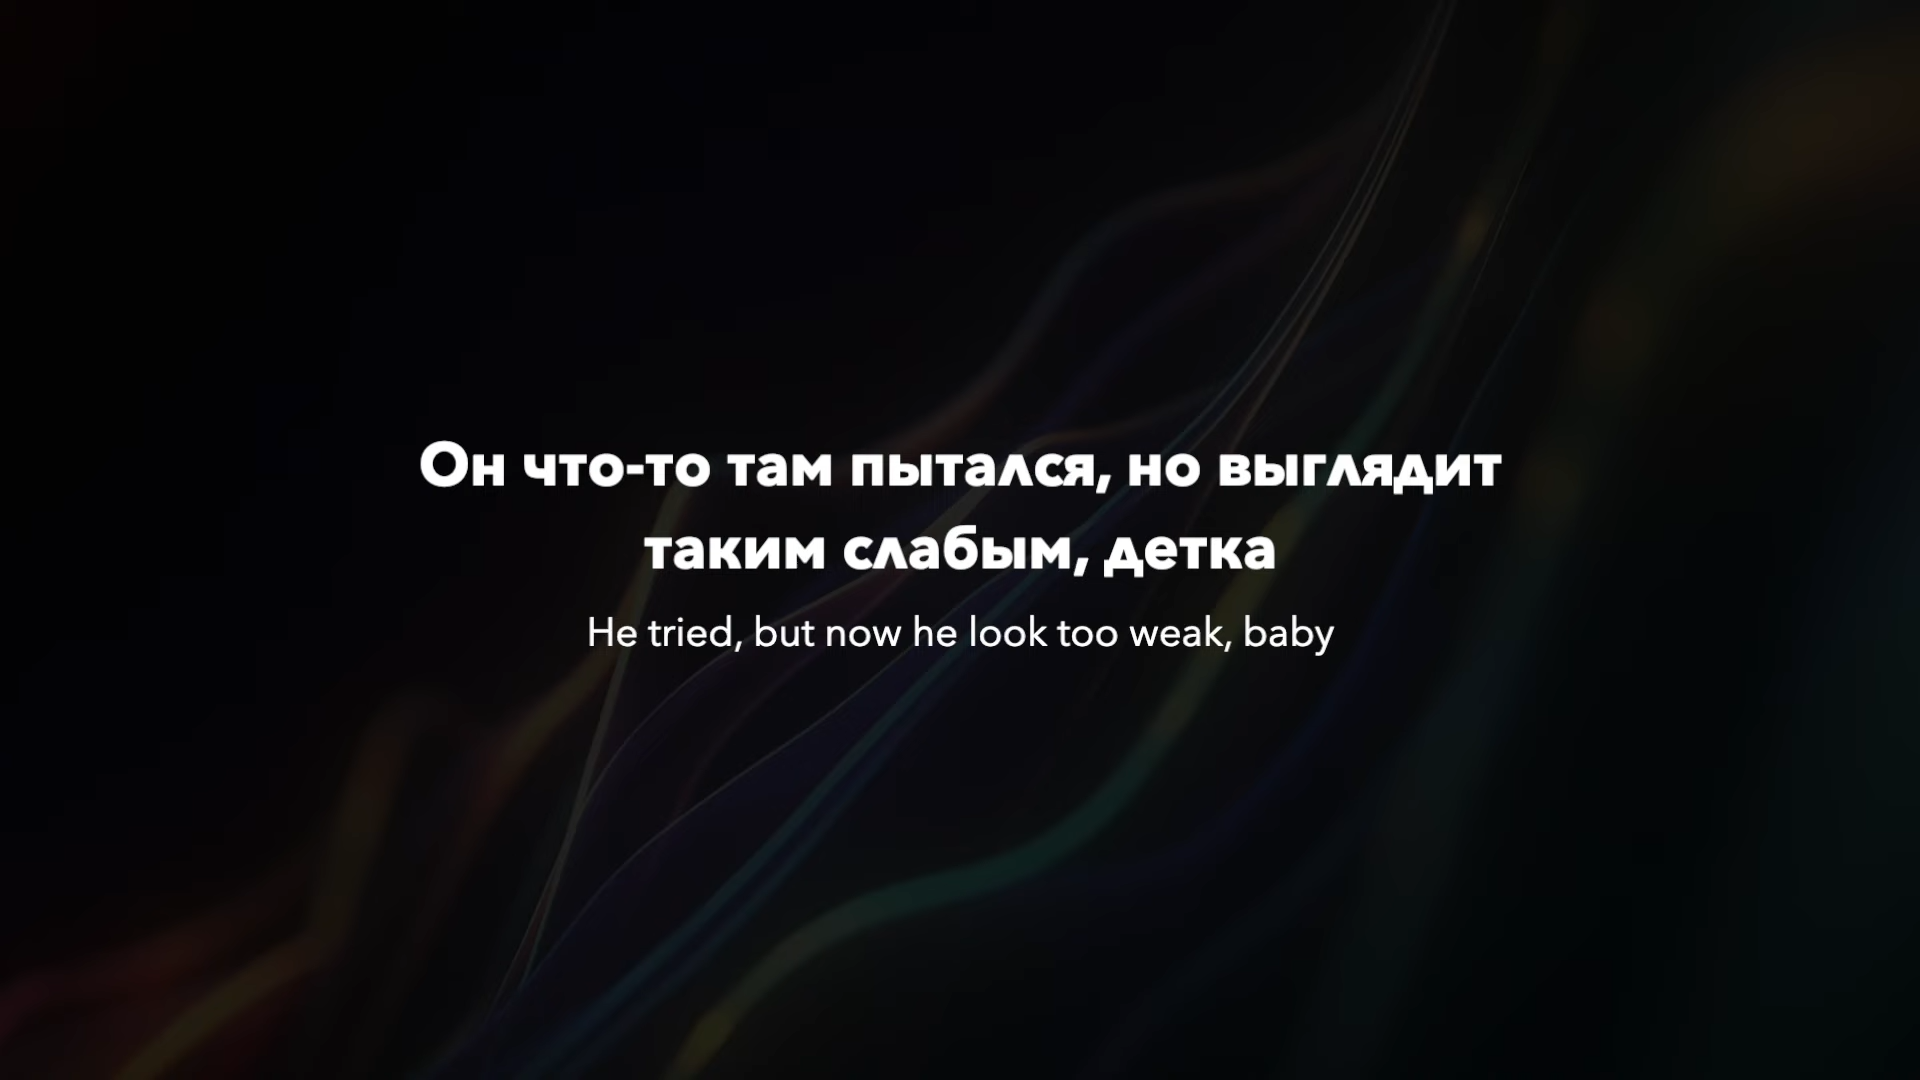 Он что-то там пытался, но выглядит
таким слабым, детка
He tried, but now he look too weak, baby